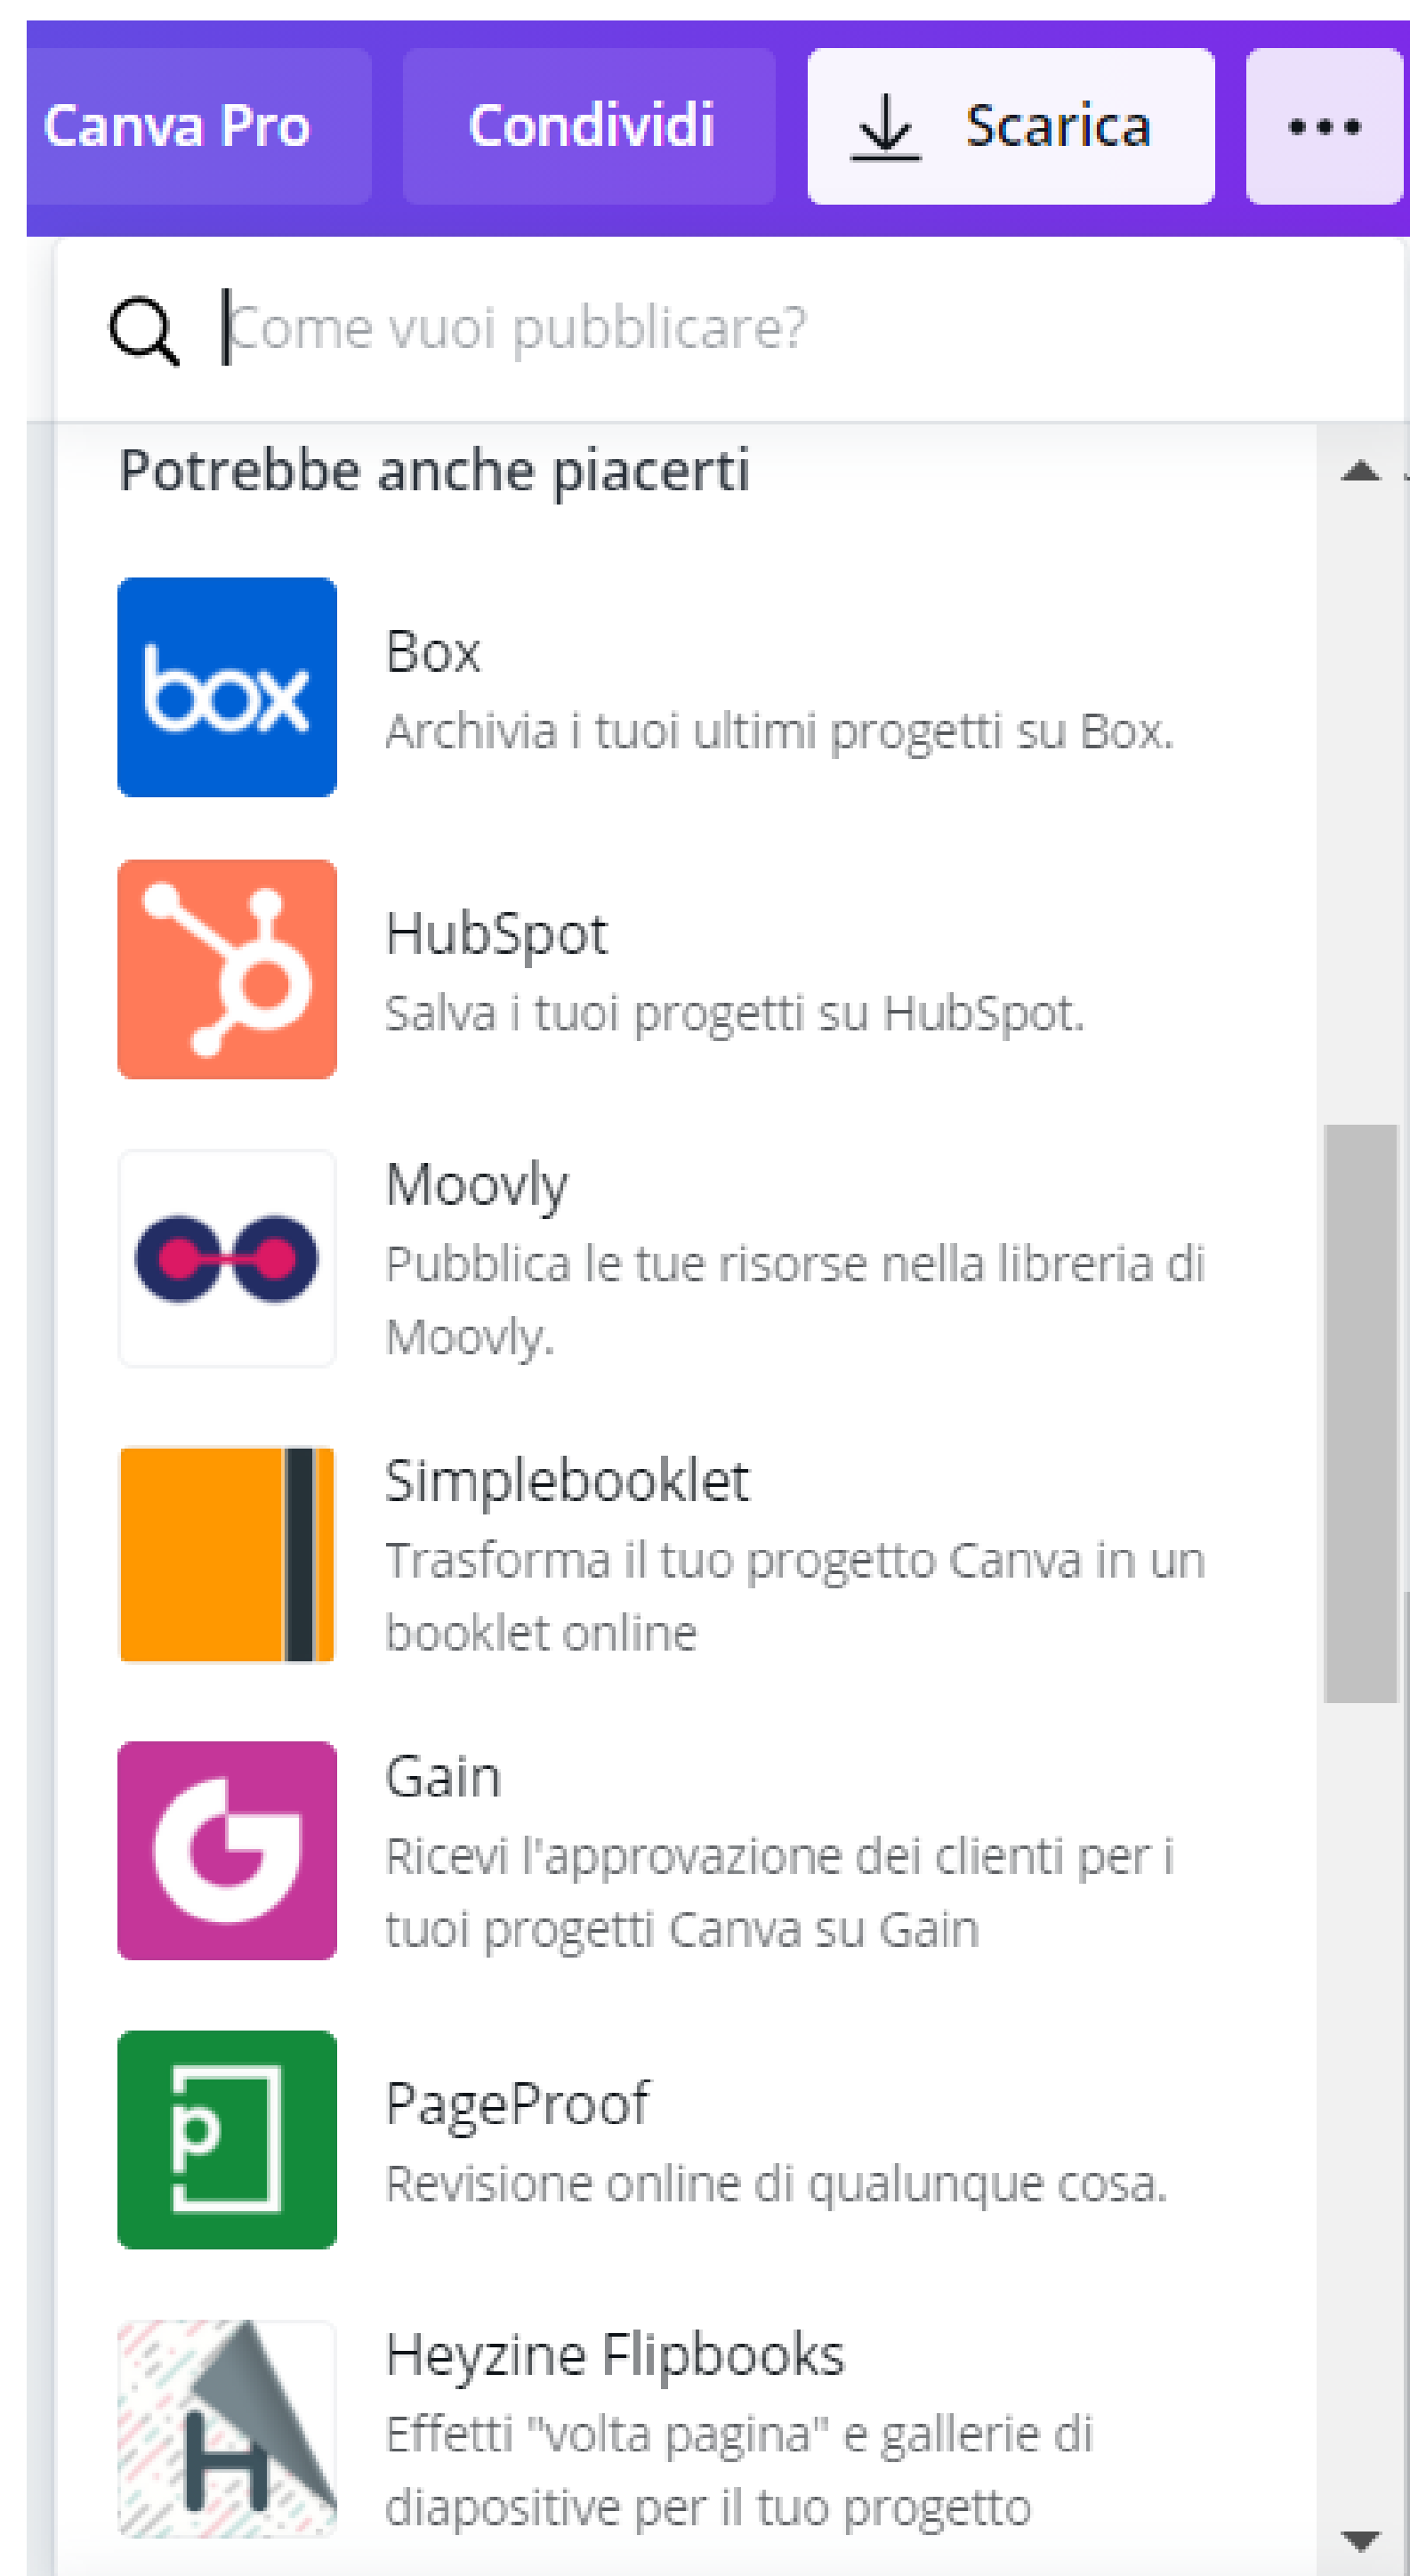 Canva Pro Condividi Scarica
Come vuoi pubblicare?
Potrebbe anche piacerti
box
Box
Archivia i tuoi ultimi progetti su Box.
HubSpot
Salva i tuoi progetti su HubSpot.
Moovly
Pubblica le tue risorse nella libreria di
Moovly.
Simplebooklet
Trasforma il tuo progetto Canva in un
booklet online
G
Gain
Ricevi l'approvazione dei clienti per i
tuoi progetti Canva su Gain
p
PageProof
Revisione online di qualunque cosa.
H
Heyzine Flipbooks
Effetti "volta pagina" e gallerie di
diapositive per il tuo progetto